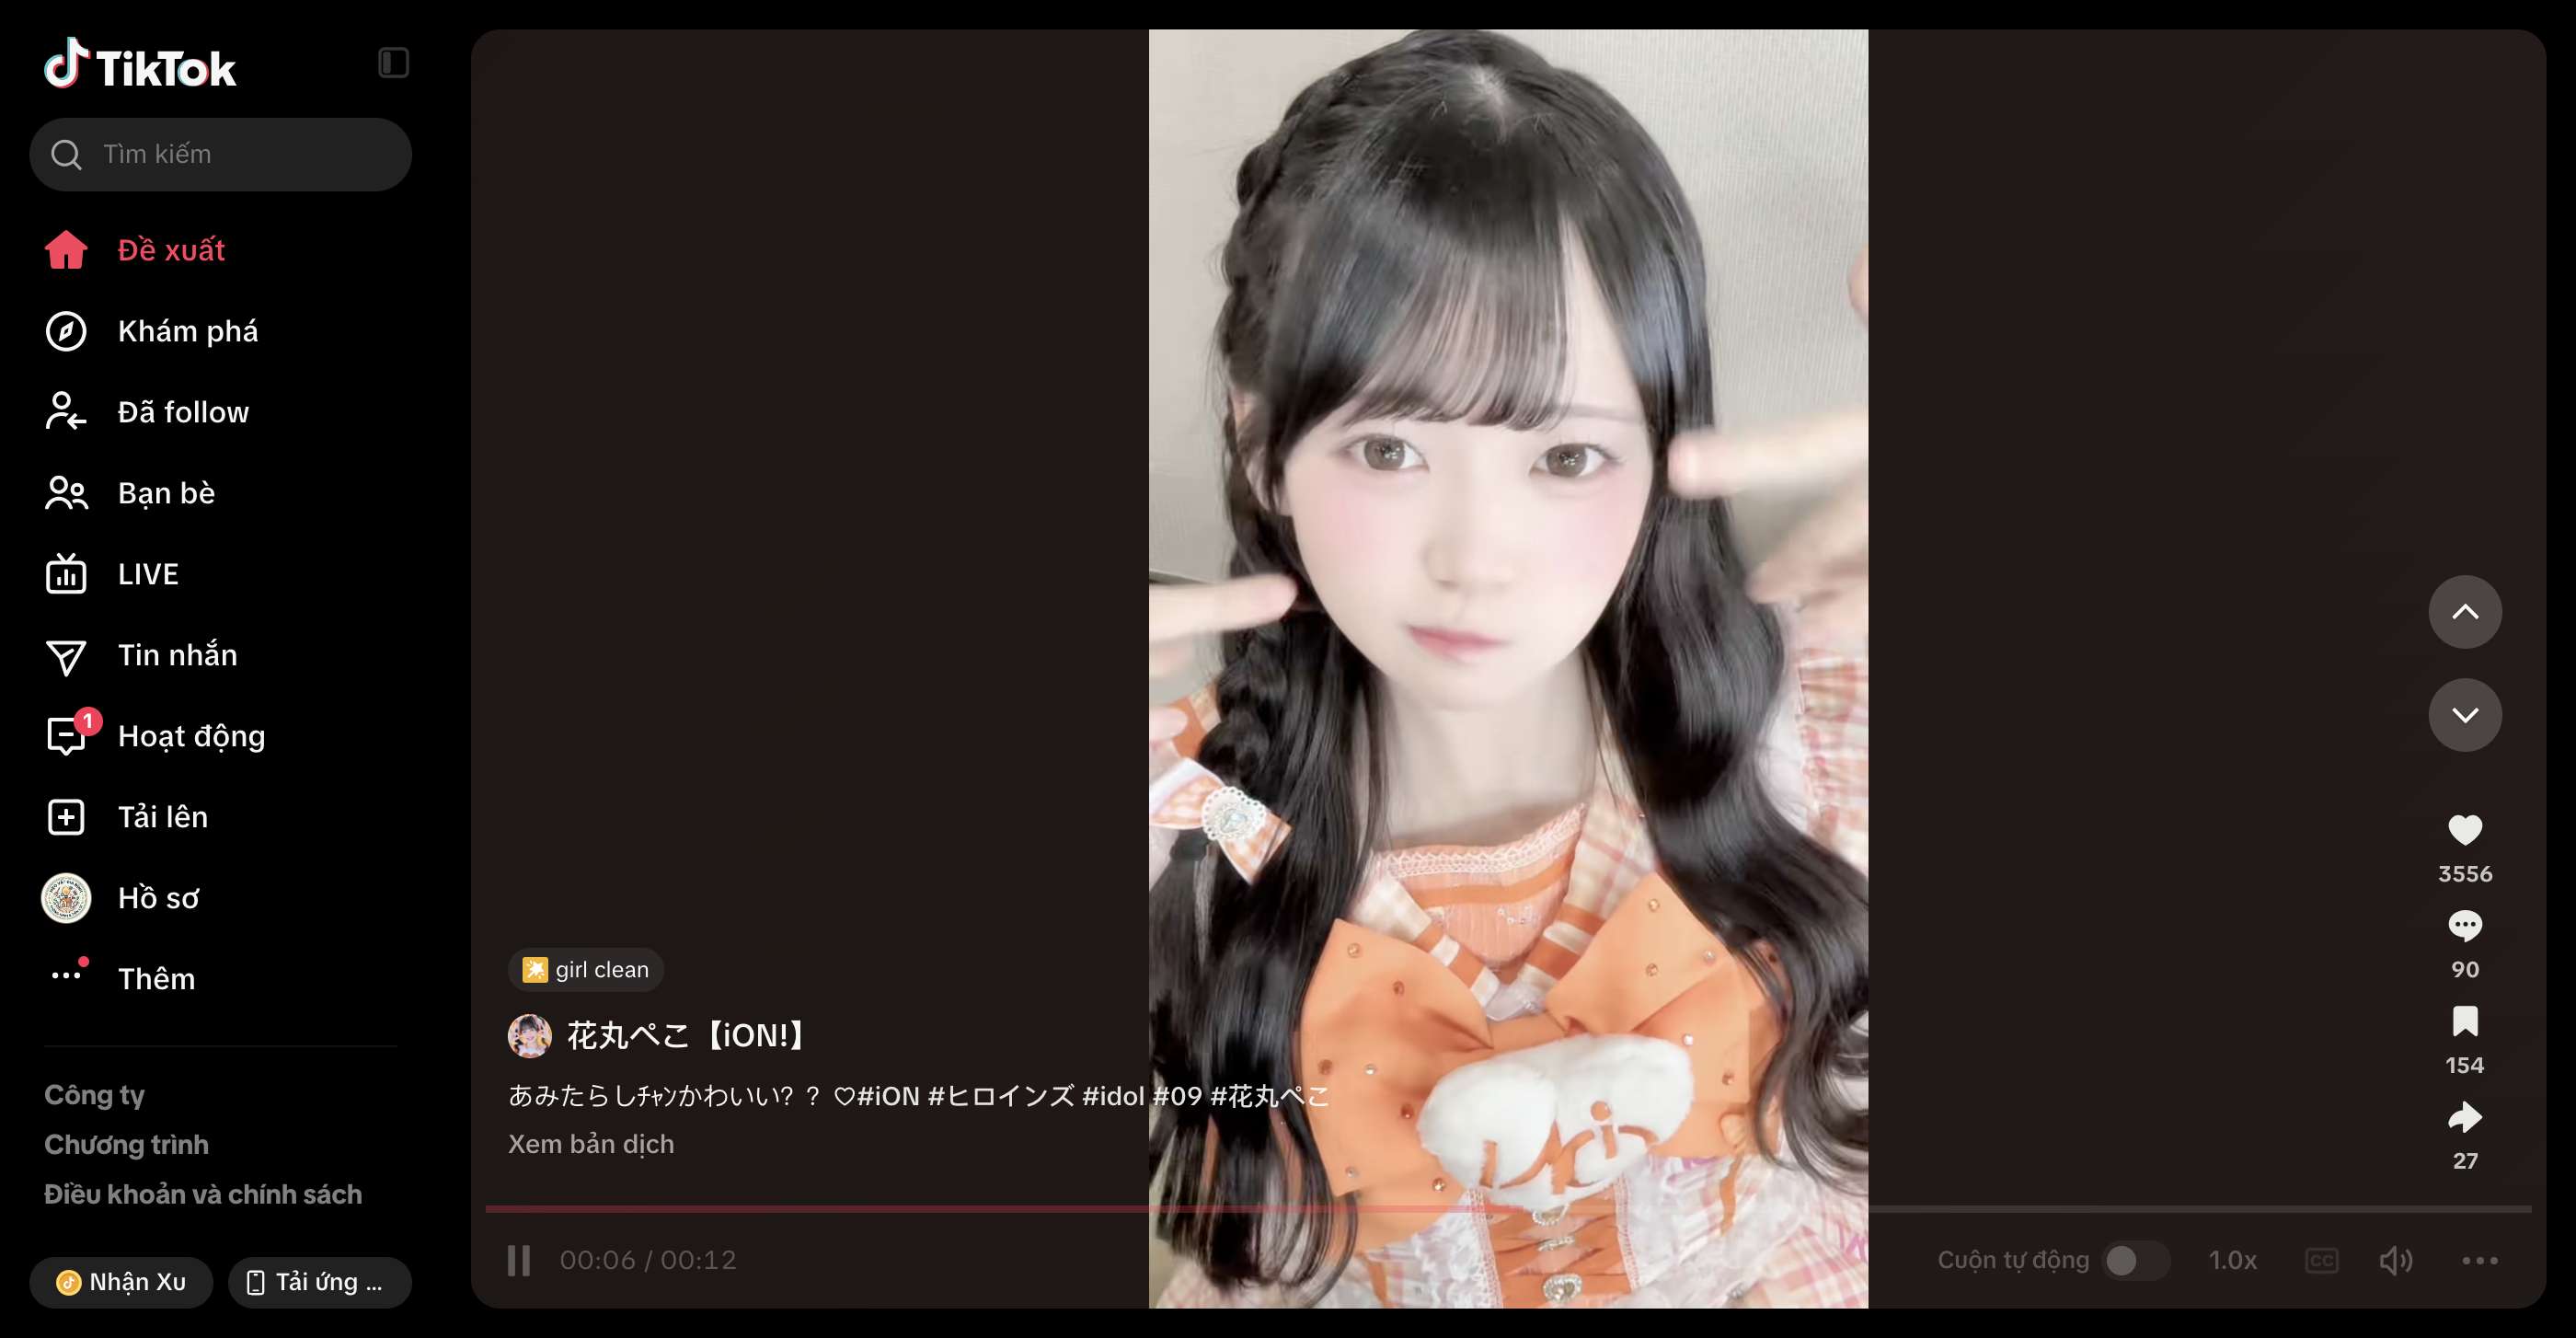 TikTok
Tìm kiếm
Đề xuất
Khám phá
Đã follow
Bạn bè
LIVE
Tin nhắn
1
Hoạt động
Tải lên
Hồ sơ
Thêm
Công ty
Chương trình
Điều khoản và chính sách
Nhận Xu
Tải ứng ...
girl clean
花丸ぺこ【iON!】
あみたらしﾁｬﾝかわいい? ？ ♡#iON #ヒロインズ #idol #09 #花丸ぺこ
Xem bản dịch
00:06 / 00:12
3556
90
154
27
Cuộn tự động
1.0x
CC